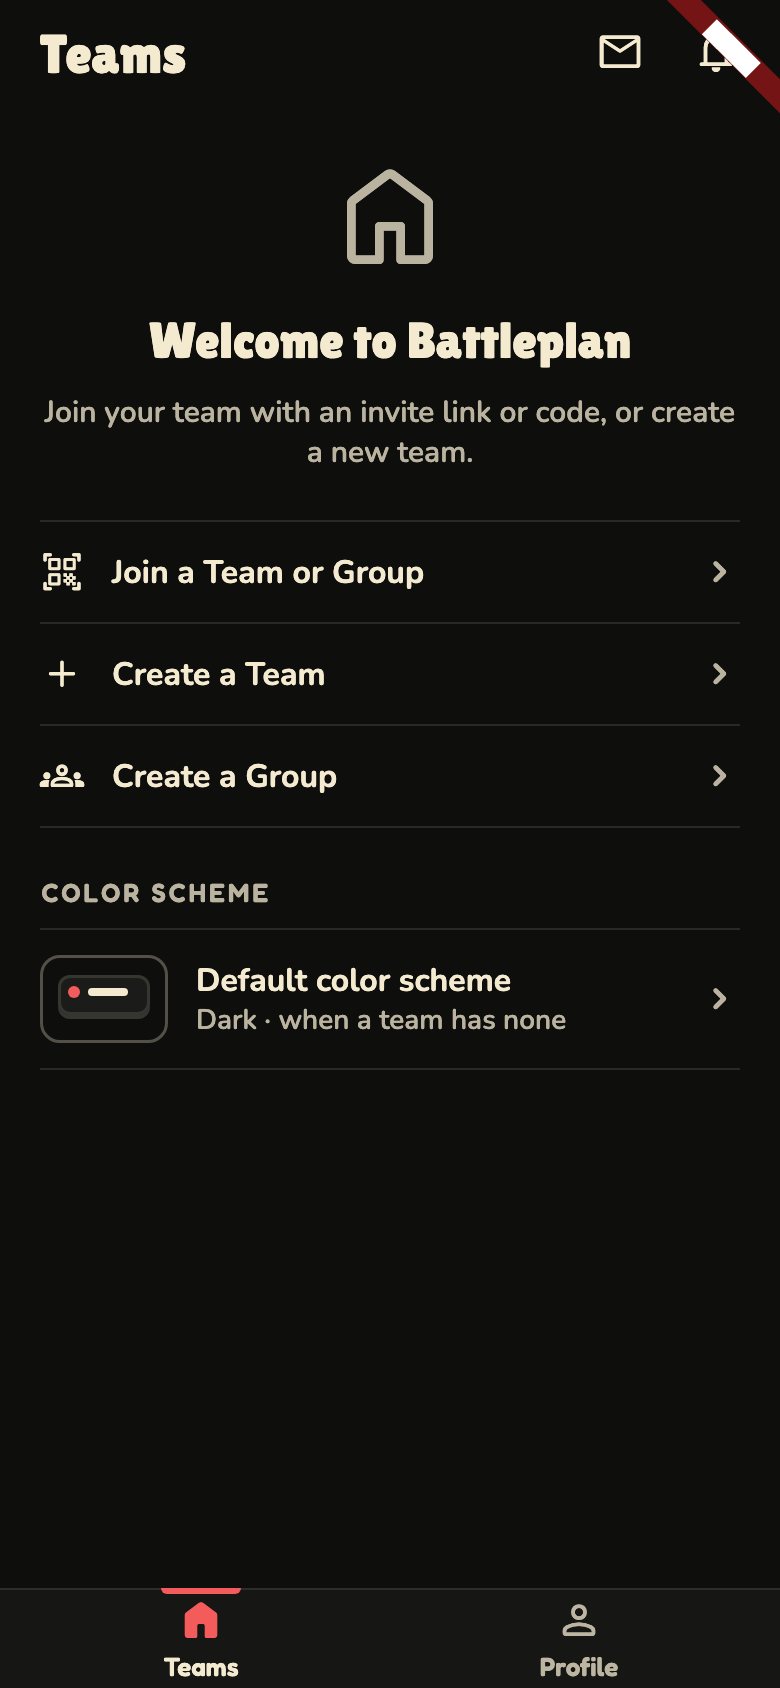 Teams
Welcome to Battleplan
Join your team with an invite link or code, or create
a new team.
Join a Team or Group
Create a Team
Create a Group
COLOR SCHEME
Default color scheme
Dark · when a team has none
Teams
Profile